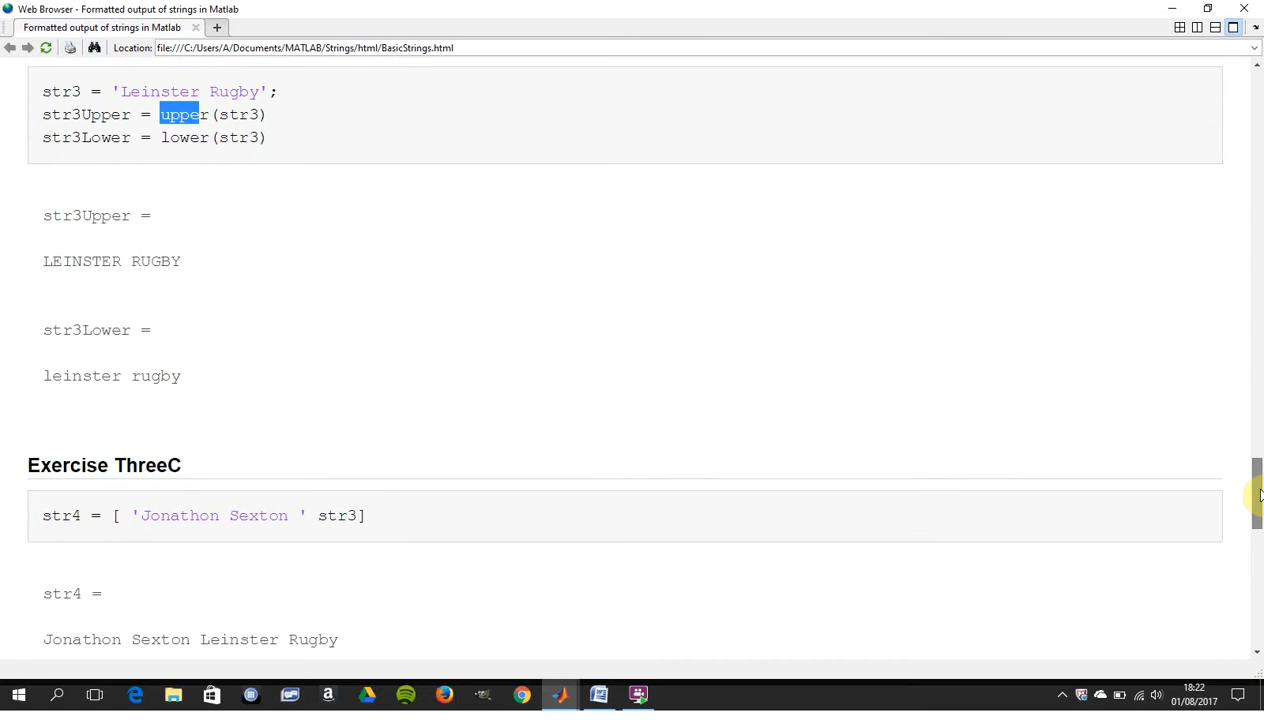 Web Browser - Formatted output of strings in Matlab
Formatted output of strings in Matlab
Location: file:///C:/Users/A/Documents/MATLAB/Strings/html/BasicStrings.html
str3 = 'Leinster Rugby';
str3Upper = upper(str3)
str3Lower = lower(str3)
str3Upper =
LEINSTER RUGBY
str3Lower =
leinster rugby
Exercise ThreeC
str4 = [ 'Jonathon Sexton ' str3]
str4 =
Jonathon Sexton Leinster Rugby
18:22
01/08/2017